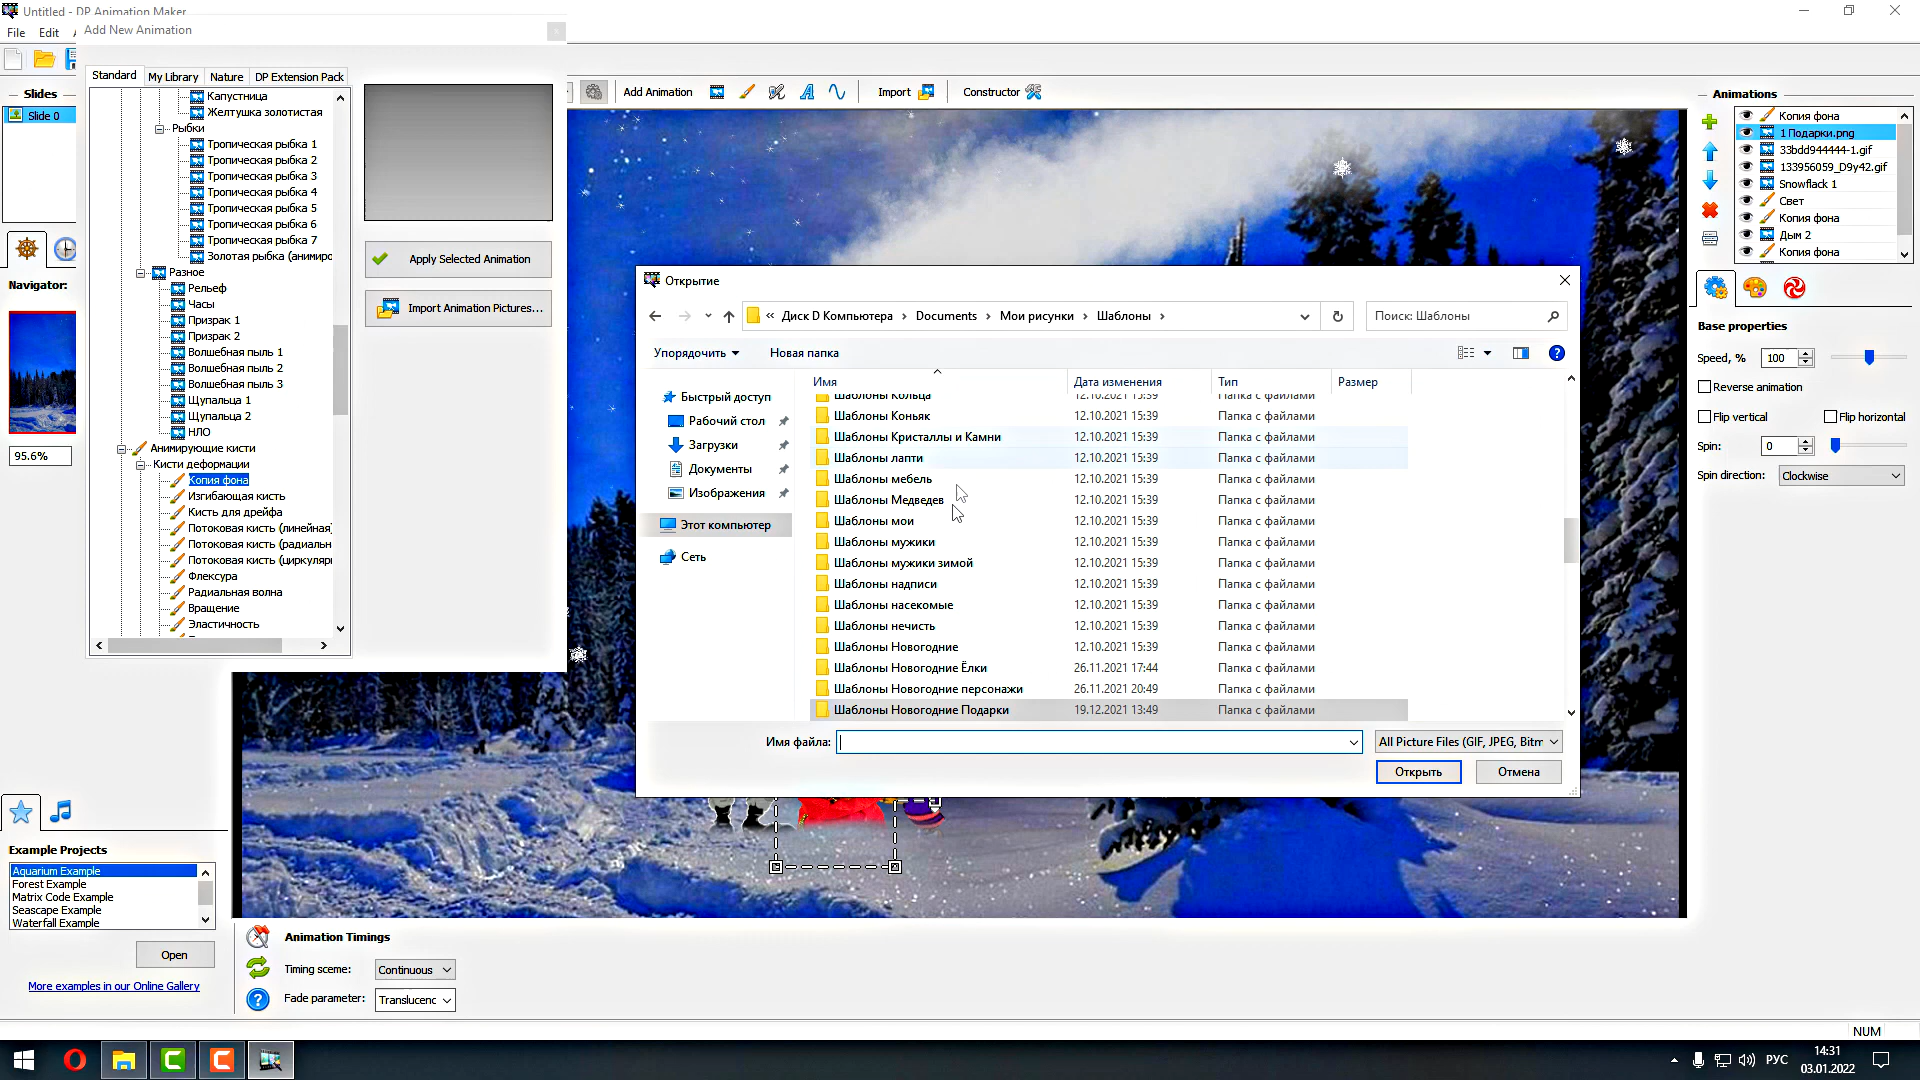 Untitled - DP Animation Maker
File Edit
Add New Animation
Standard
My Library
Nature
DP Extension Pack
Капустница
Желтушка золотистая
Рыбки
Тропическая рыбка 1
Тропическая рыбка 2
Тропическая рыбка 3
Тропическая рыбка 4
Тропическая рыбка 5
Тропическая рыбка 6
Тропическая рыбка 7
Золотая рыбка (анимиро
Разное
Рельеф
Часы
Призрак 1
Призрак 2
Волшебная пыль 1
Волшебная пыль 2
Волшебная пыль 3
Щупальца 1
Щупальца 2
НЛО
Анимирующие кисти
Кисти деформации
Копия фона
Изгибающая кисть
Кисть для дрейфа
Потоковая кисть (линейная)
Потоковая кисть (радиальн
Потоковая кисть (циркуляр
Флексура
Радиальная волна
Вращение
Эластичность
Apply Selected Animation
Import Animation Pictures...
Slides
Slide 0
Navigator:
95.6%
Example Projects
Aquarium Example
Forest Example
Matrix Code Example
Seascape Example
Waterfall Example
Open
More examples in our Online Gallery
Add Animation
Import
Constructor
Открытие
« Диск D Компьютера › Documents › Мои рисунки › Шаблоны ›
Поиск: Шаблоны
Упорядочить
Новая папка
Быстрый доступ
Рабочий стол
Загрузки
Документы
Изображения
Этот компьютер
Сеть
Имя Дата изменения Тип Размер
Шаблоны Кольца 12.10.2021 15:39 Папка с файлами
Шаблоны Коньяк 12.10.2021 15:39 Папка с файлами
Шаблоны Кристаллы и Камни 12.10.2021 15:39 Папка с файлами
Шаблоны лапти 12.10.2021 15:39 Папка с файлами
Шаблоны мебель 12.10.2021 15:39 Папка с файлами
Шаблоны Медведев 12.10.2021 15:39 Папка с файлами
Шаблоны мои 12.10.2021 15:39 Папка с файлами
Шаблоны мужики 12.10.2021 15:39 Папка с файлами
Шаблоны мужики зимой 12.10.2021 15:39 Папка с файлами
Шаблоны надписи 12.10.2021 15:39 Папка с файлами
Шаблоны насекомые 12.10.2021 15:39 Папка с файлами
Шаблоны нечисть 12.10.2021 15:39 Папка с файлами
Шаблоны Новогодние 12.10.2021 15:39 Папка с файлами
Шаблоны Новогодние Ёлки 26.11.2021 17:44 Папка с файлами
Шаблоны Новогодние персонажи 26.11.2021 20:49 Папка с файлами
Шаблоны Новогодние Подарки 19.12.2021 13:49 Папка с файлами
Имя файла:
All Picture Files (GIF, JPEG, Bitm
Открыть
Отмена
Animations
Копия фона
1 Подарки.png
33bdd944444-1.gif
133956059_D9y42.gif
Snowflack 1
Свет
Копия фона
Дым 2
Копия фона
Base properties
Speed, % 100
Reverse animation
Flip vertical
Flip horizontal
Spin: 0
Spin direction: Clockwise
Animation Timings
Timing sceme: Continuous
Fade parameter: Translucenc
NUM
РУС
14:31
03.01.2022